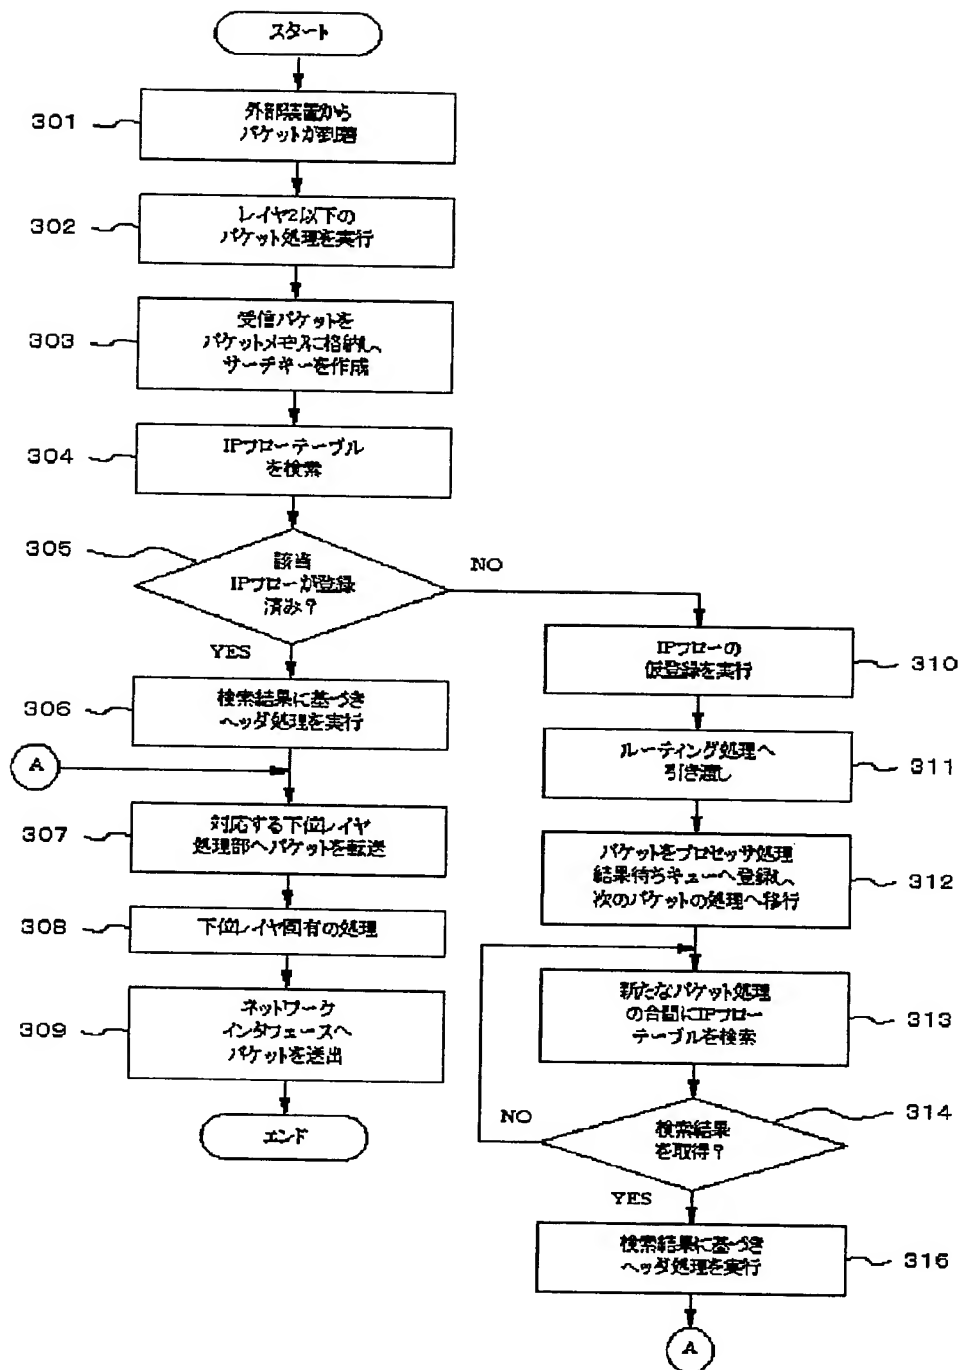 スタート
301
外部装置から
パケットが到着
302
レイヤ2以下の
パケット処理を実行
303
受信パケットを
パケットメモリに格納し、
サーチキーを作成
304
IPフローテーブル
を検索
305
該当
IPフローが登録
済み?
NO
YES
306
検索結果に基づき
ヘッダ処理を実行
A
307
対応する下位レイヤ
処理部へパケットを転送
308
下位レイヤ固有の処理
309
ネットワーク
インタフェースへ
パケットを送出
エンド
IPフローの
仮登録を実行
310
ルーティング処理へ
引き渡し
311
パケットをプロセッサ処理
結果待ちキューへ登録し、
次のパケットの処理へ移行
312
新たなパケット処理
の合間にIPフロー
テーブルを検索
313
NO
検索結果
を取得?
314
YES
検索結果に基づき
ヘッダ処理を実行
316
A